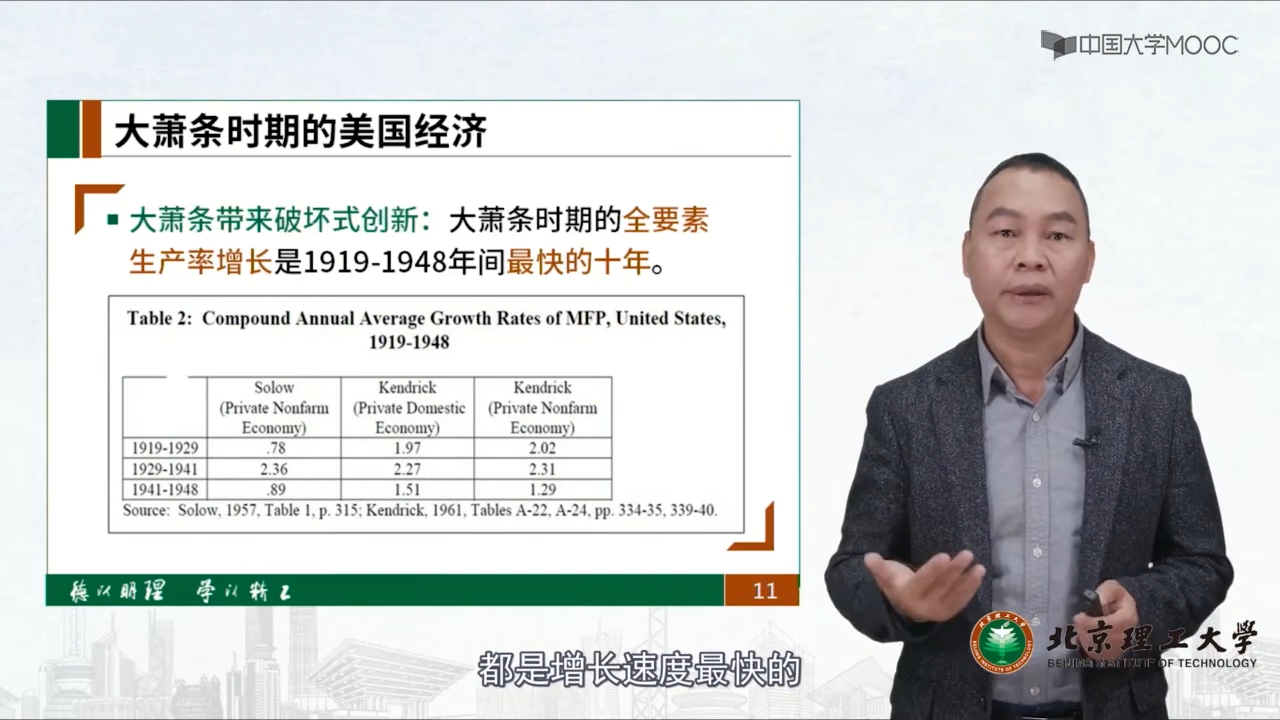 中国大学MOOC
大萧条时期的美国经济
大萧条带来破坏式创新：大萧条时期的全要素
生产率增长是1919-1948年间最快的十年。
Table 2: Compound Annual Average Growth Rates of MFP, United States,
1919-1948
Solow
(Private Nonfarm
Economy)
Kendrick
(Private Domestic
Economy)
Kendrick
(Private Nonfarm
Economy)
1919-1929 .78 1.97 2.02
1929-1941 2.36 2.27 2.31
1941-1948 .89 1.51 1.29
Source: Solow, 1957, Table 1, p. 315; Kendrick, 1961, Tables A-22, A-24, pp. 334-35, 339-40.
德以明理 学以精工
11
北京理工大学
BEIJING INSTITUTE OF TECHNOLOGY
都是增长速度最快的